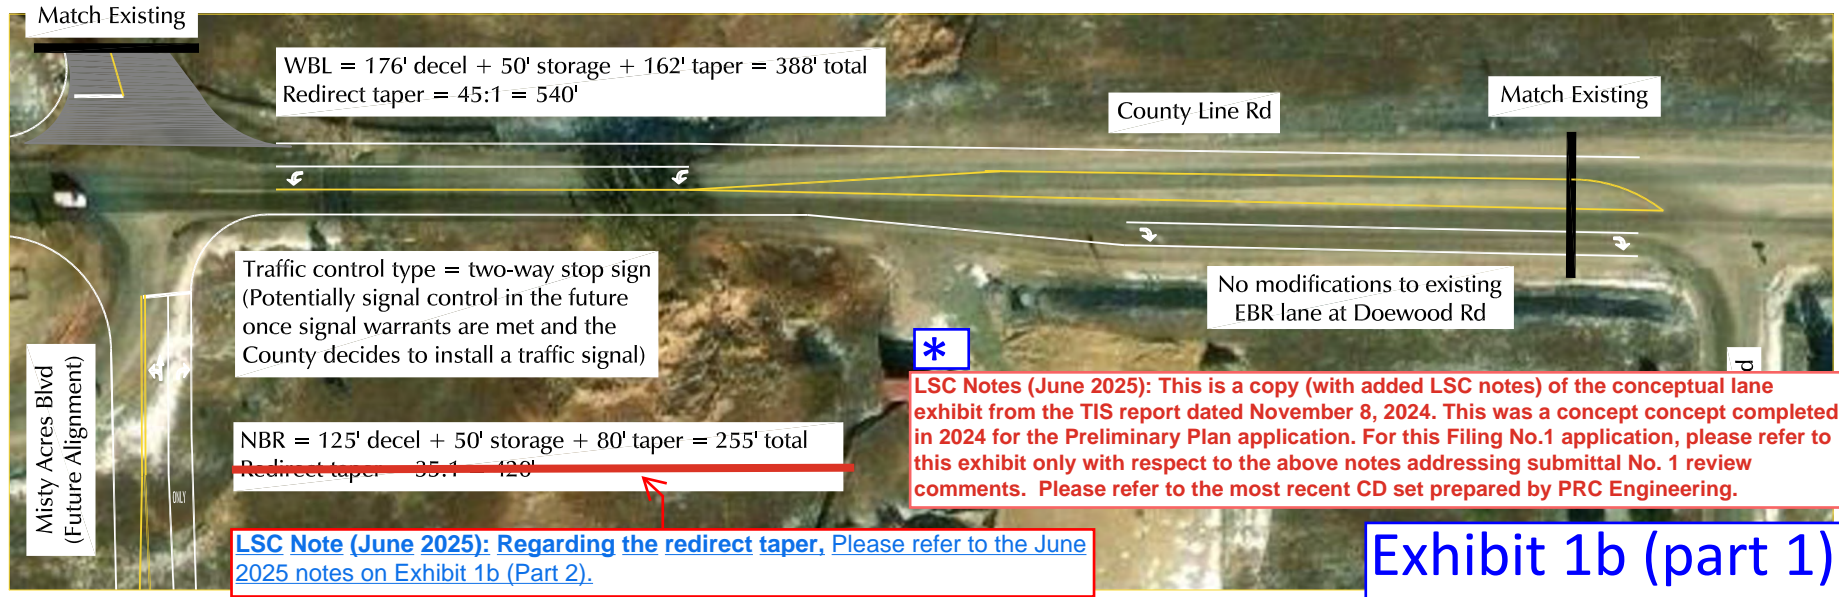 Match Existing
WBL = 176' decel + 50' storage + 162' taper = 388' total
Redirect taper = 45:1 = 540'
County Line Rd
Match Existing
Traffic control type = two-way stop sign
(Potentially signal control in the future
once signal warrants are met and the
County decides to install a traffic signal)
No modifications to existing
EBR lane at Doewood Rd
*
d
LSC Notes (June 2025): This is a copy (with added LSC notes) of the conceptual lane
exhibit from the TIS report dated November 8, 2024. This was a concept concept completed
in 2024 for the Preliminary Plan application. For this Filing No.1 application, please refer to
this exhibit only with respect to the above notes addressing submittal No. 1 review
comments. Please refer to the most recent CD set prepared by PRC Engineering.
Misty Acres Blvd
(Future Alignment)
ONLY
NBR = 125' decel + 50' storage + 80' taper = 255' total
Redirect taper = 35:1 = 420'
LSC Note (June 2025): Regarding the redirect taper, Please refer to the June
2025 notes on Exhibit 1b (Part 2).
Exhibit 1b (part 1)